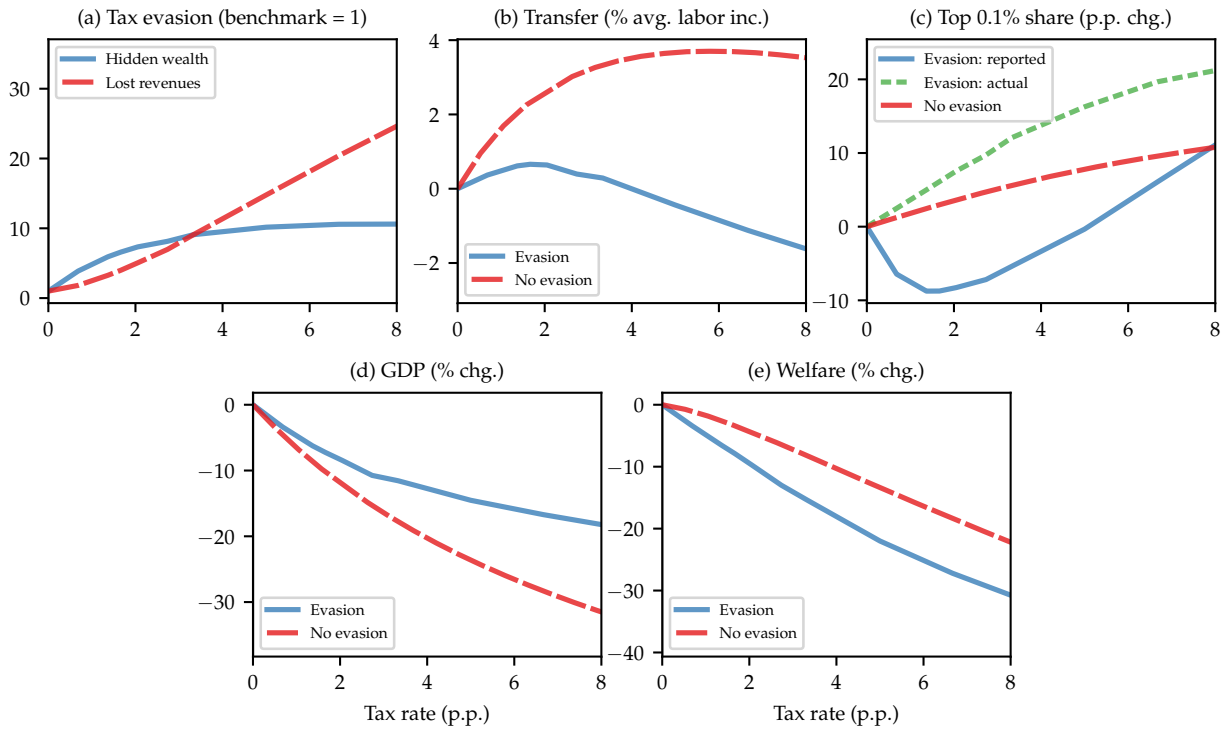 (a) Tax evasion (benchmark = 1)
Hidden wealth
Lost revenues
30
20
10
0
0 2 4 6 8
(b) Transfer (% avg. labor inc.)
4
2
0
−2
Evasion
No evasion
0 2 4 6 8
(c) Top 0.1% share (p.p. chg.)
Evasion: reported
Evasion: actual
No evasion
20
10
0
−10
0 2 4 6 8
(d) GDP (% chg.)
0
−10
−20
−30
Evasion
No evasion
0 2 4 6 8
Tax rate (p.p.)
(e) Welfare (% chg.)
0
−10
−20
−30
−40
Evasion
No evasion
0 2 4 6 8
Tax rate (p.p.)